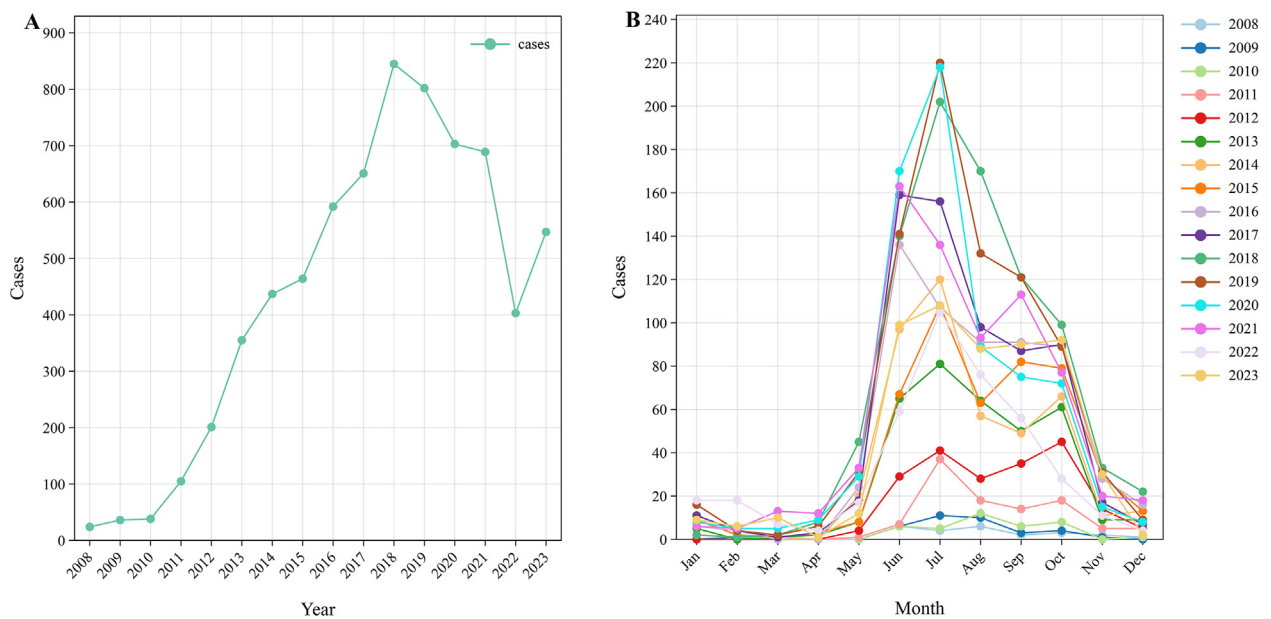 A
cases
900
800
700
600
500
400
300
200
100
0
Cases
2008
2009
2010
2011
2012
2013
2014
2015
2016
2017
2018
2019
2020
2021
2022
2023
Year
B
240
220
200
180
160
140
120
100
80
60
40
20
0
Cases
Jan
Feb
Mar
Apr
May
Jun
Jul
Aug
Sep
Oct
Nov
Dec
Month
2008
2009
2010
2011
2012
2013
2014
2015
2016
2017
2018
2019
2020
2021
2022
2023